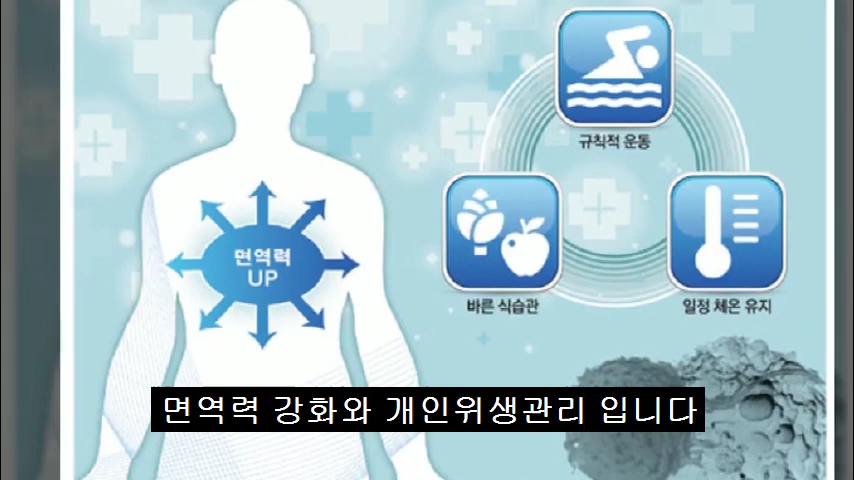 규칙적 운동
면역력
UP
바른 식습관
일정 체온 유지
면역력 강화와 개인위생관리 입니다